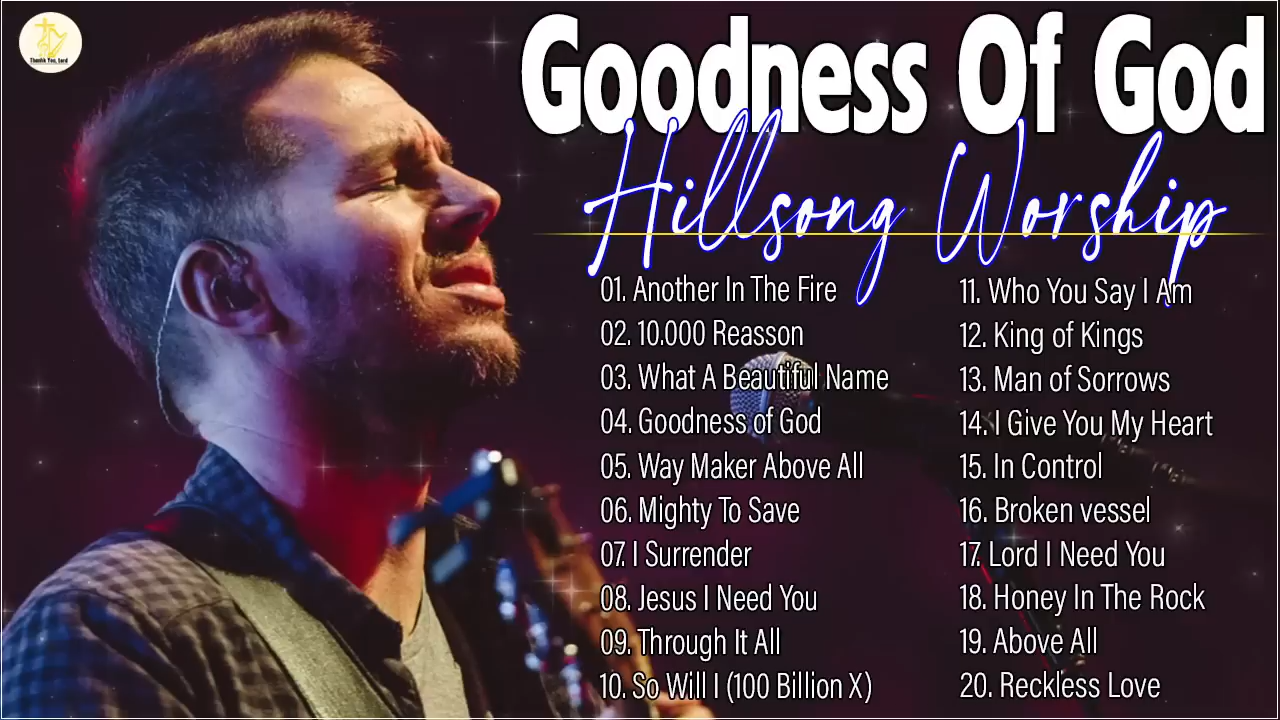 Thannk You, Lord
Goodness Of God
Hillsong Worship
01. Another In The Fire
02. 10.000 Reasson
03. What A Beautiful Name
04. Goodness of God
05. Way Maker Above All
06. Mighty To Save
07. I Surrender
08. Jesus I Need You
09. Through It All
10. So Will I (100 Billion X)
11. Who You Say I Am
12. King of Kings
13. Man of Sorrows
14. I Give You My Heart
15. In Control
16. Broken vessel
17. Lord I Need You
18. Honey In The Rock
19. Above All
20. Reckless Love